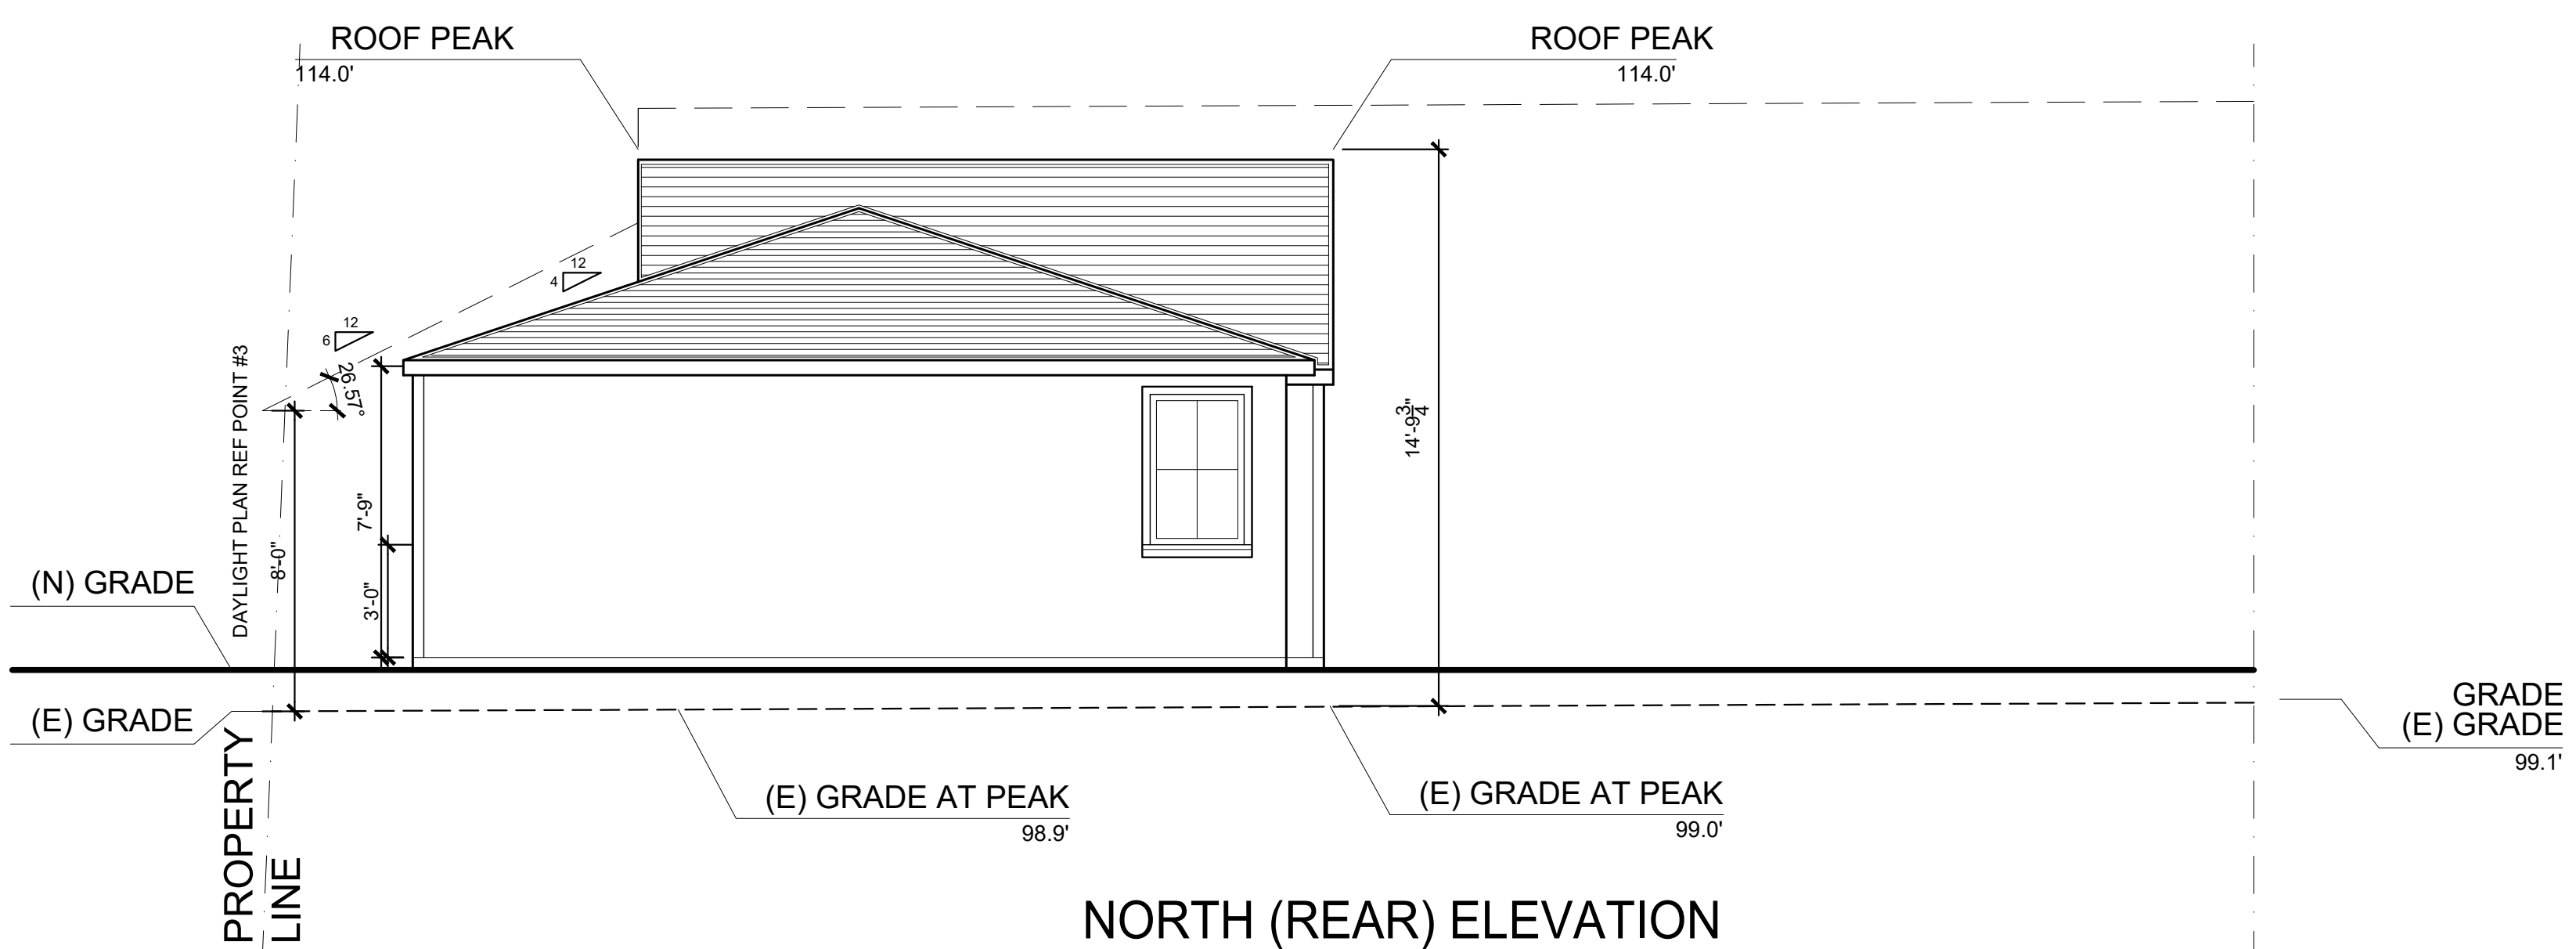 ROOF PEAK
114.0'
ROOF PEAK
114.0'
12
4
12
6
26.57°
DAYLIGHT PLAN REF POINT #3
8'-0"
7'-9"
3'-0"
14'-9 3/4"
(N) GRADE
(E) GRADE
GRADE
(E) GRADE
99.1'
(E) GRADE AT PEAK
98.9'
(E) GRADE AT PEAK
99.0'
PROPERTY
LINE
NORTH (REAR) ELEVATION